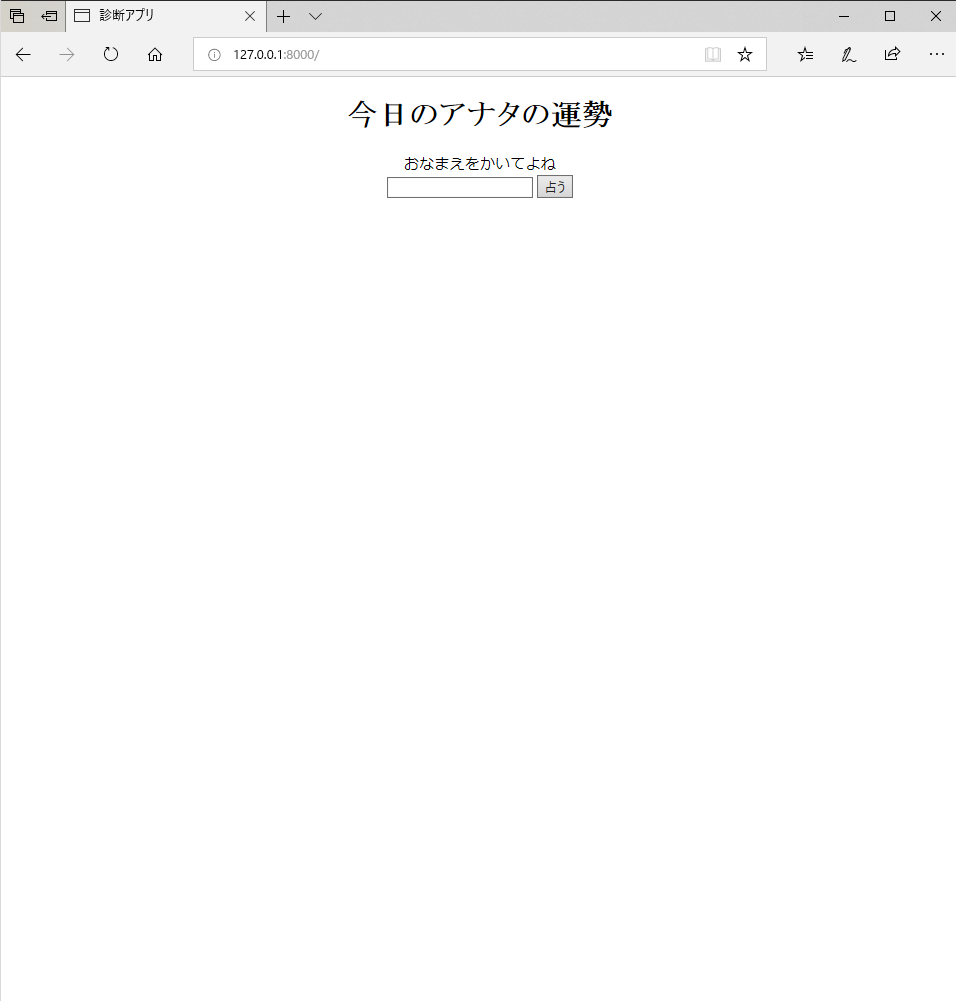 診断アプリ
127.0.0.1:8000/
今日のアナタの運勢
おなまえをかいてよね
占う